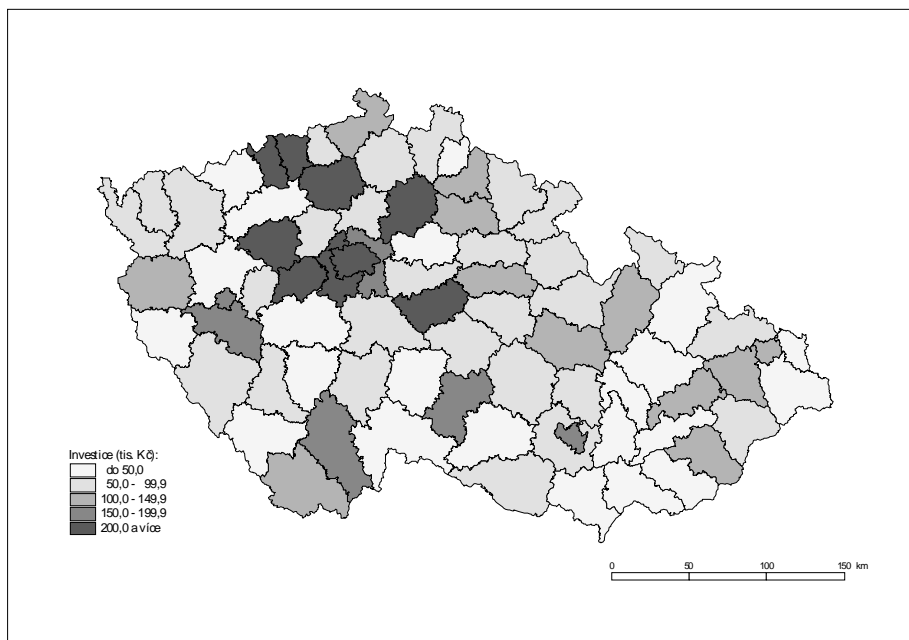 Investice (tis. Kč):
do 50,0
50,0 - 99,9
100,0 - 149,9
150,0 - 199,9
200,0 a více
0 50 100 150 km